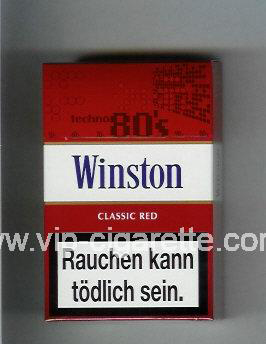 techno 80's
Winston
CLASSIC RED
www.vip-cigarette.com
Rauchen kann
tödlich sein.